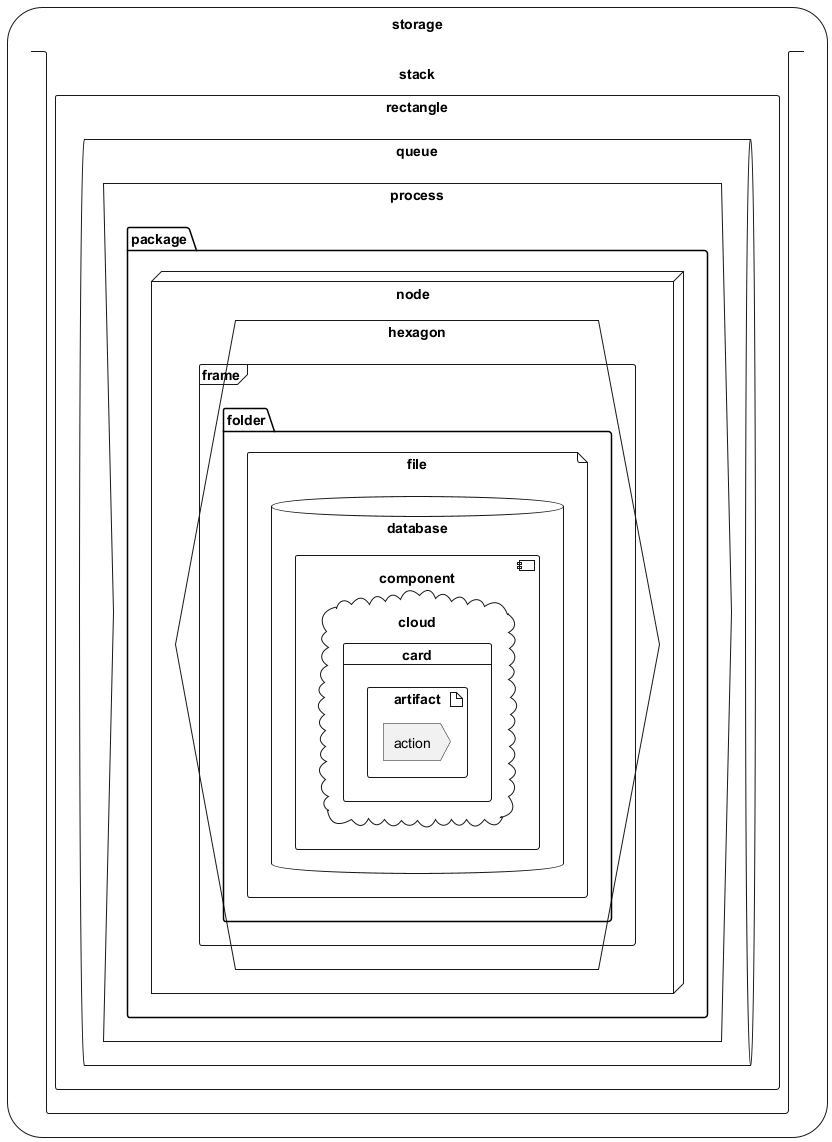 storage
stack
rectangle
queue
process
package
node
hexagon
frame
folder
file
database
component
cloud
card
artifact
action